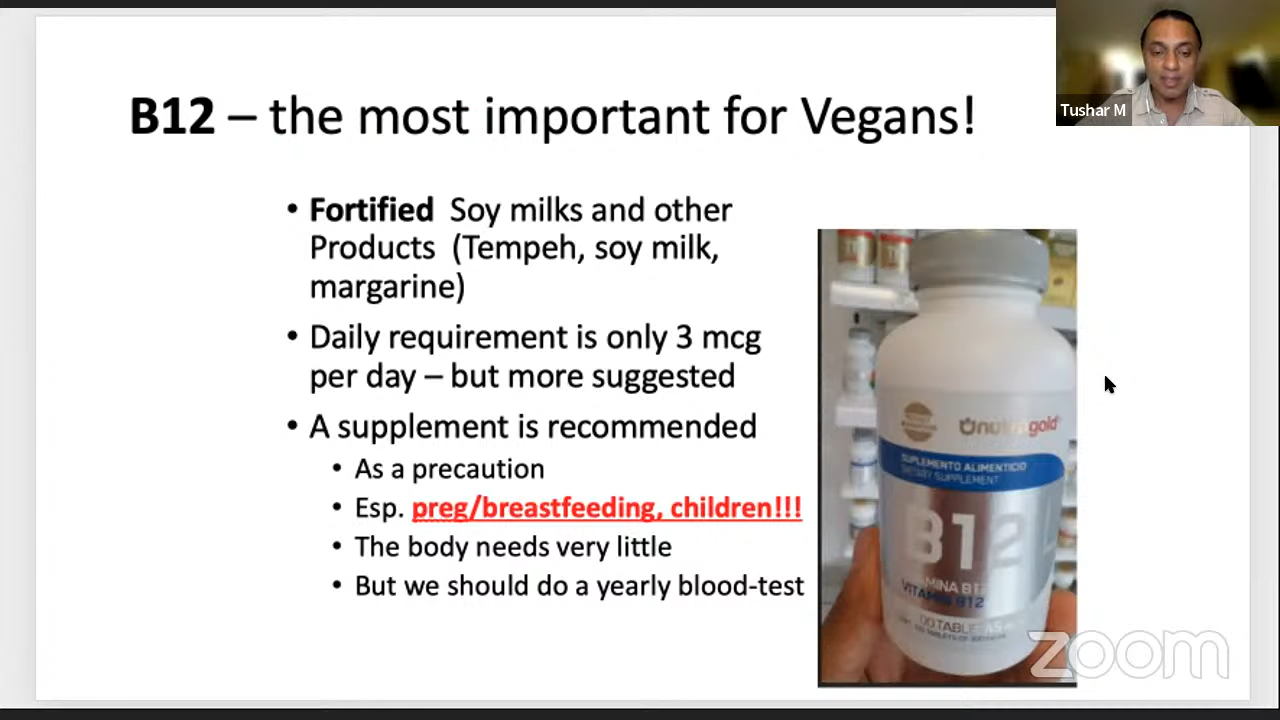 B12 – the most important for Vegans!
Tushar M
• Fortified Soy milks and other
Products (Tempeh, soy milk,
margarine)
• Daily requirement is only 3 mcg
per day – but more suggested
• A supplement is recommended
• As a precaution
• Esp. preg/breastfeeding, children!!!
• The body needs very little
• But we should do a yearly blood-test
nutragold
SUPLEMENTO ALIMENTICIO
DIETARY SUPPLEMENT
B12
VITAMIN B12
zoom